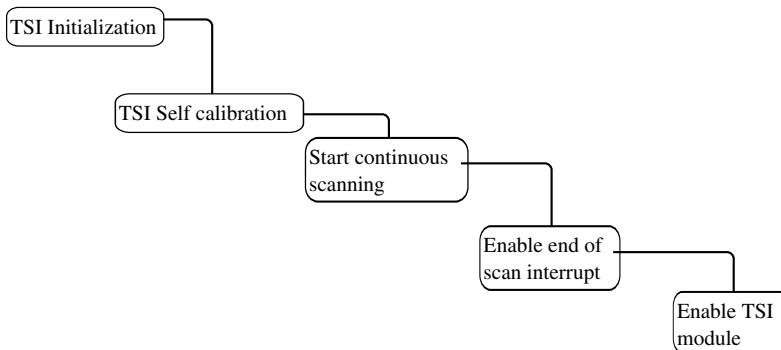 TSI Initialization
TSI Self calibration
Start continuous
scanning
Enable end of
scan interrupt
Enable TSI
module